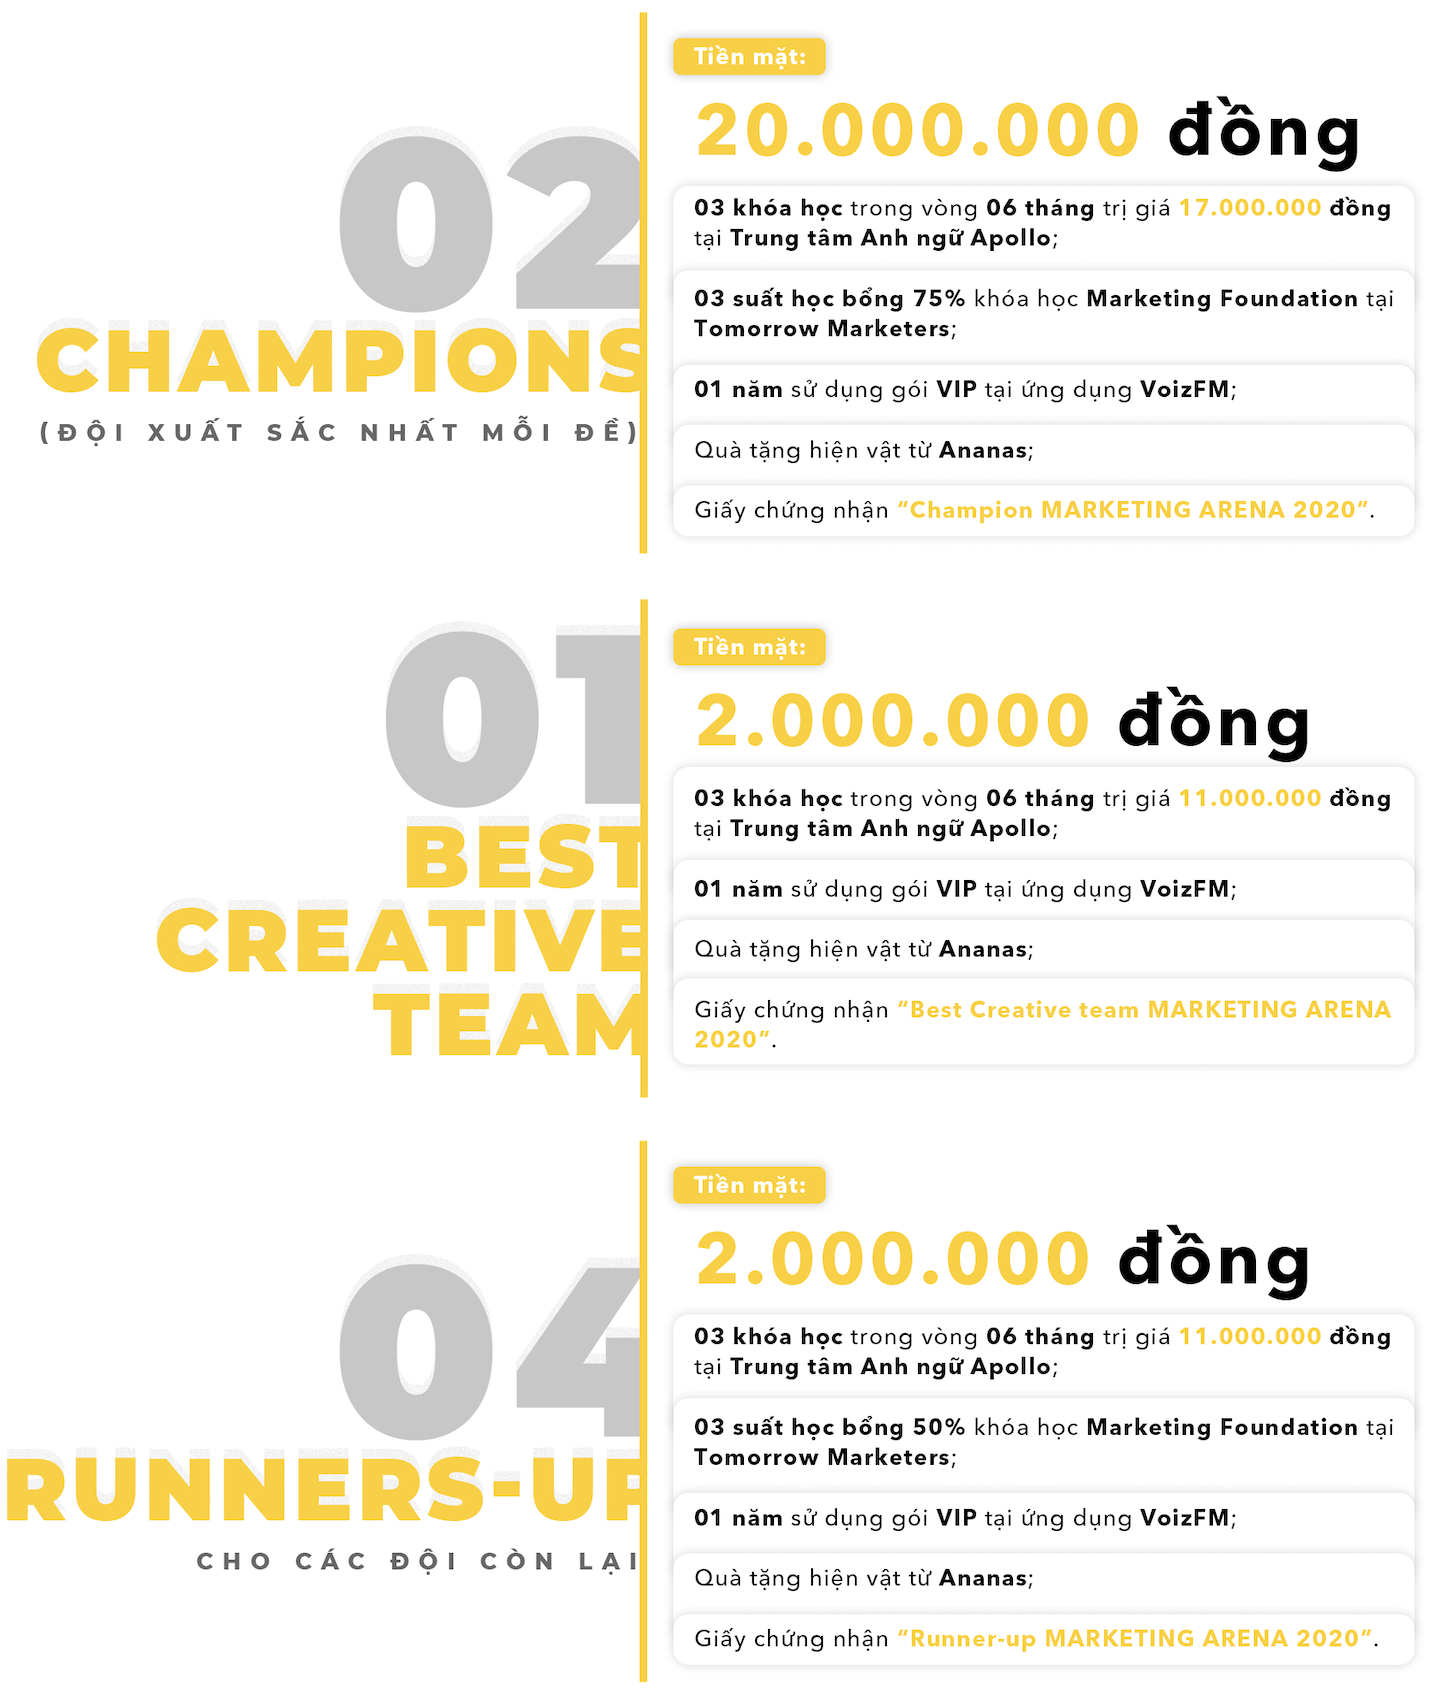 02
CHAMPIONS
(ĐỘI XUẤT SẮC NHẤT MỖI ĐỀ)
Tiền mặt:
20.000.000 đồng
03 khóa học trong vòng 06 tháng trị giá 17.000.000 đồng
tại Trung tâm Anh ngữ Apollo;
03 suất học bổng 75% khóa học Marketing Foundation tại
Tomorrow Marketers;
01 năm sử dụng gói VIP tại ứng dụng VoizFM;
Quà tặng hiện vật từ Ananas;
Giấy chứng nhận “Champion MARKETING ARENA 2020”.
01
BEST
CREATIVE
TEAM
Tiền mặt:
2.000.000 đồng
03 khóa học trong vòng 06 tháng trị giá 11.000.000 đồng
tại Trung tâm Anh ngữ Apollo;
01 năm sử dụng gói VIP tại ứng dụng VoizFM;
Quà tặng hiện vật từ Ananas;
Giấy chứng nhận “Best Creative team MARKETING ARENA
2020”.
04
RUNNERS-UP
CHO CÁC ĐỘI CÒN LẠI
Tiền mặt:
2.000.000 đồng
03 khóa học trong vòng 06 tháng trị giá 11.000.000 đồng
tại Trung tâm Anh ngữ Apollo;
03 suất học bổng 50% khóa học Marketing Foundation tại
Tomorrow Marketers;
01 năm sử dụng gói VIP tại ứng dụng VoizFM;
Quà tặng hiện vật từ Ananas;
Giấy chứng nhận “Runner-up MARKETING ARENA 2020”.